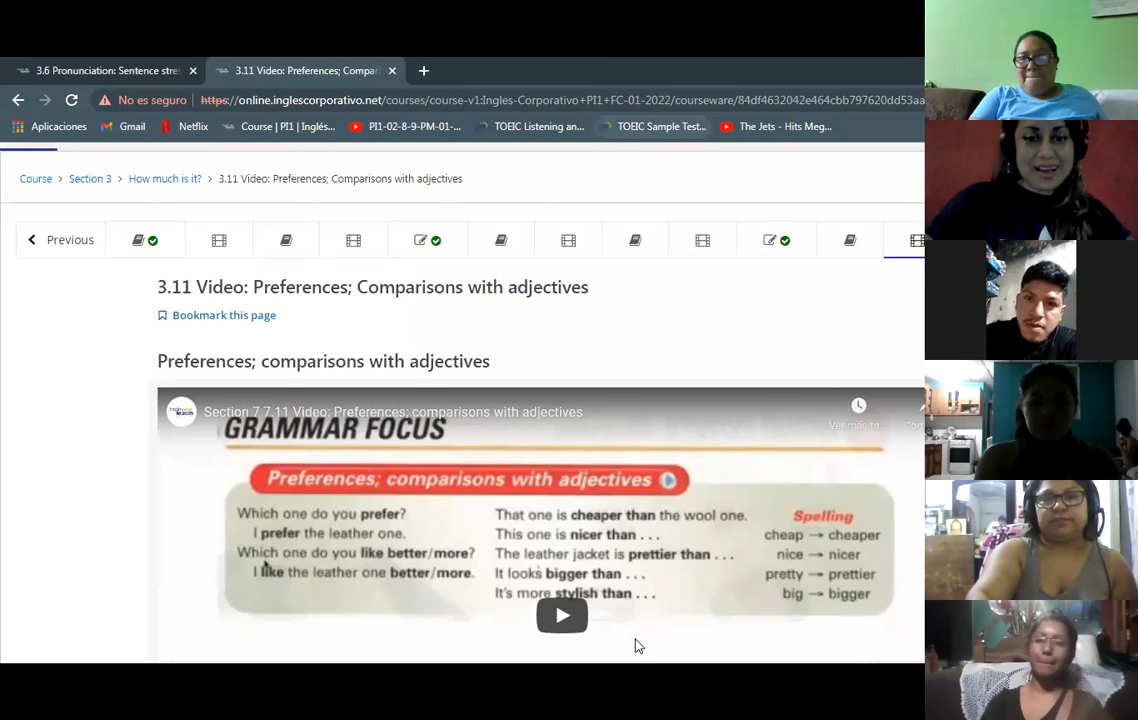 3.6 Pronunciation: Sentence stre
3.11 Video: Preferences; Compar
No es seguro
https://online.inglescorporativo.net/courses/course-v1:Ingles-Corporativo+PI1+FC-01-2022/courseware/84df4632042e464cbb797620dd53aa
Aplicaciones
Gmail
Netflix
Course | PI1 | Inglés...
PI1-02-8-9-PM-01-...
TOEIC Listening an...
TOEIC Sample Test...
The Jets - Hits Meg...
Course > Section 3 > How much is it? > 3.11 Video: Preferences; Comparisons with adjectives
Previous
3.11 Video: Preferences; Comparisons with adjectives
Bookmark this page
Preferences; comparisons with adjectives
Section 7 7.11 Video: Preferences; comparisons with adjectives
Ver más ta
GRAMMAR FOCUS
Preferences; comparisons with adjectives
Which one do you prefer?
I prefer the leather one.
Which one do you like better/more?
I like the leather one better/more.
That one is cheaper than the wool one.
This one is nicer than . . .
The leather jacket is prettier than . . .
It looks bigger than . . .
It's more stylish than . . .
Spelling
cheap → cheaper
nice → nicer
pretty → prettier
big → bigger